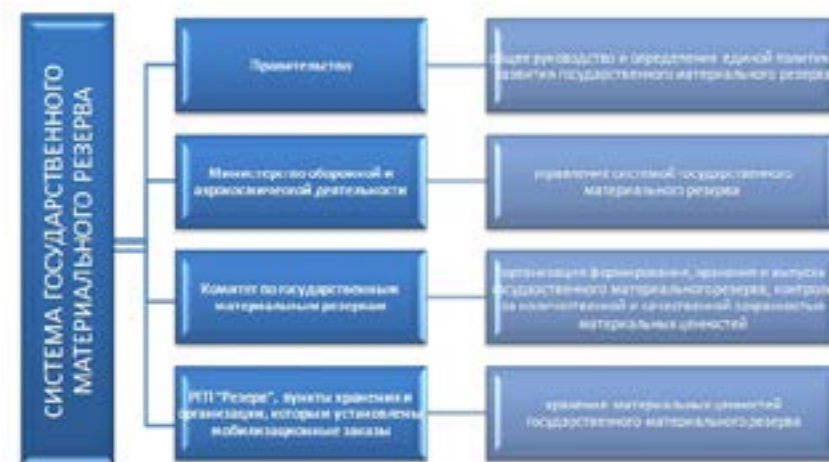 СИСТЕМА ГОСУДАРСТВЕННОГО
МАТЕРИАЛЬНОГО РЕЗЕРВА
Правительство
общее руководство и определение единой политики
развития государственного материального резерва
Министерство оборонной и
аэрокосмической деятельности
управление системой государственного
материального резерва
Комитет по государственным
материальным резервам
организация формирования, хранения и выпуска
государственного материального резерва, контроль
за количественной и качественной сохранностью
материальных ценностей
РГП "Резерв", пункты хранения и
организации, которым установлены
мобилизационные заказы
хранение материальных ценностей
государственного материального резерва